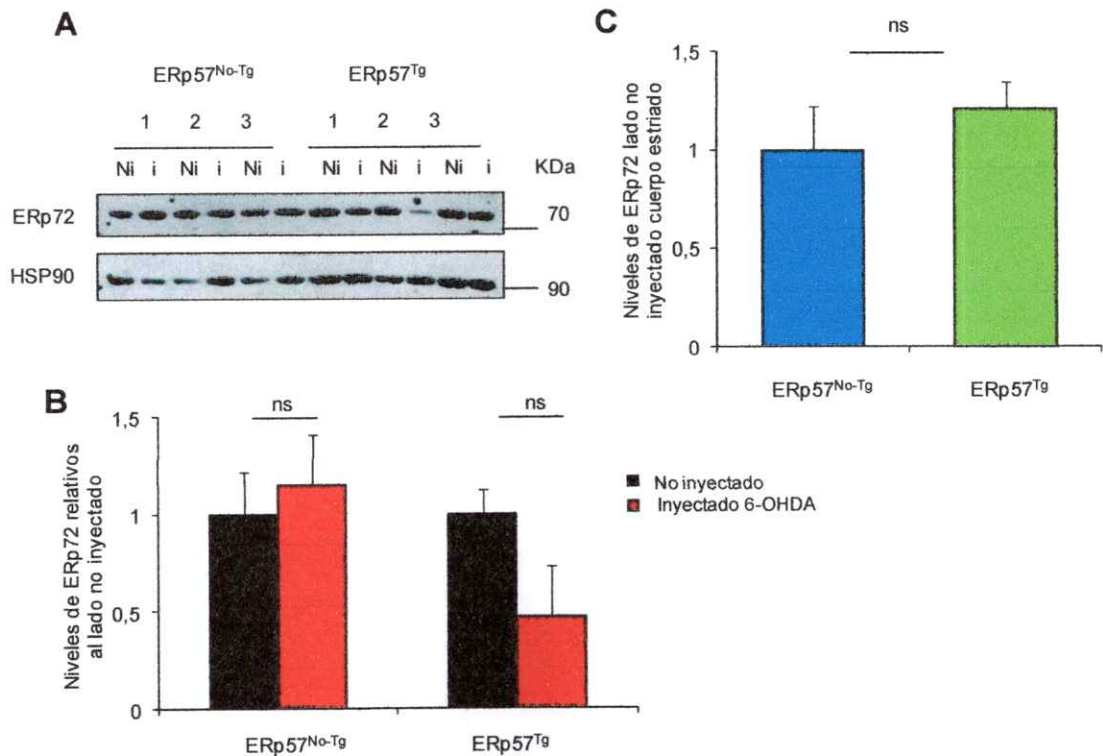 A
ERp57No-Tg ERp57Tg
1 2 3 1 2 3
Ni i Ni i Ni i Ni i Ni i Ni i KDa
ERp72 70
HSP90 90
B
Niveles de ERp72 relativos
al lado no inyectado
1,5
1
0,5
0
ns ns
ERp57No-Tg ERp57Tg
No inyectado
Inyectado 6-OHDA
C
Niveles de ERp72 lado no
inyectado cuerpo estriado
1,5
1
0,5
0
ns
ERp57No-Tg ERp57Tg